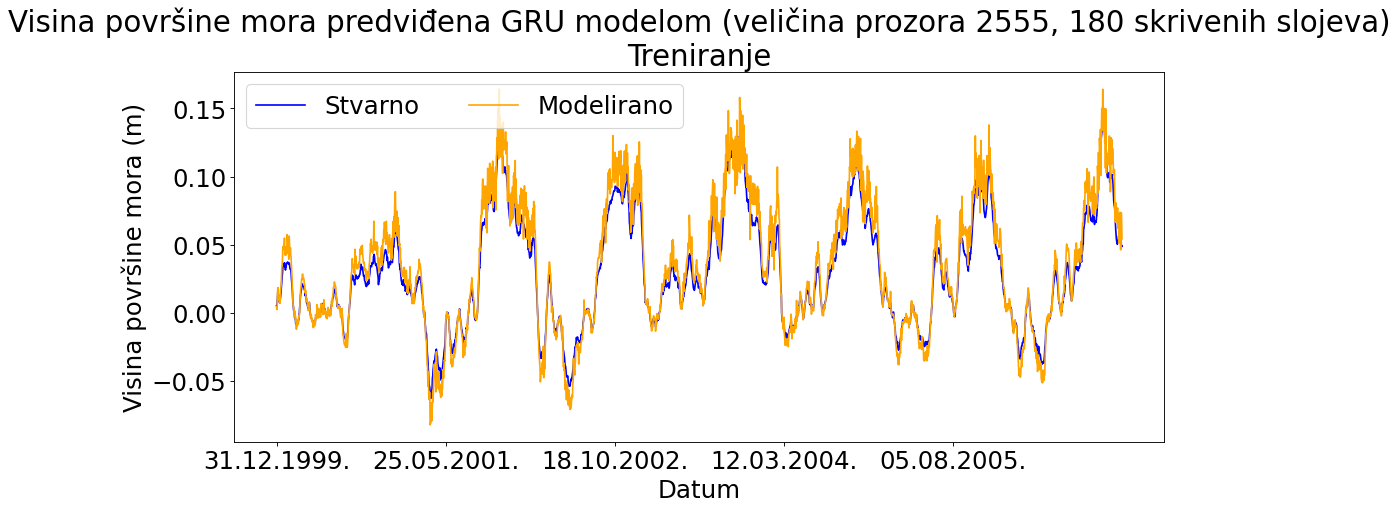 Visina površine mora predviđena GRU modelom (veličina prozora 2555, 180 skrivenih slojeva)
Treniranje
Stvarno
Modelirano
Visina površine mora (m)
0.15
0.10
0.05
0.00
−0.05
31.12.1999.
25.05.2001.
18.10.2002.
12.03.2004.
05.08.2005.
Datum